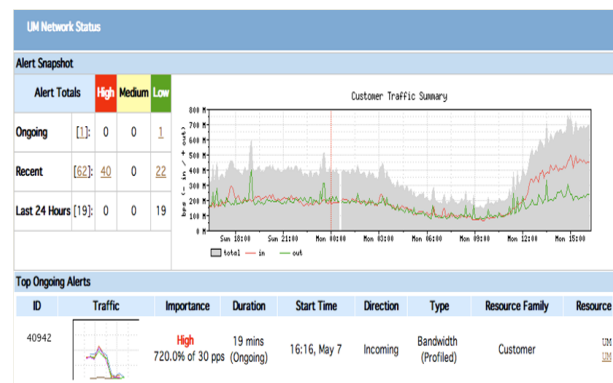 UM Network Status
Alert Snapshot
Alert Totals High Medium Low
Ongoing [1]: 0 0 1
Recent [62]: 40 0 22
Last 24 Hours [19]: 0 0 19
Customer Traffic Summary
bps (- in / + out)
800 M
700 M
600 M
500 M
400 M
300 M
200 M
100 M
0 M
Sun 18:00 Sun 21:00 Mon 00:00 Mon 03:00 Mon 06:00 Mon 09:00 Mon 12:00 Mon 15:00
total in out
Top Ongoing Alerts
ID Traffic Importance Duration Start Time Direction Type Resource Family Resource
40942 High 19 mins 16:16, May 7 Incoming Bandwidth Customer UM
720.0% of 30 pps (Ongoing) (Profiled) UM